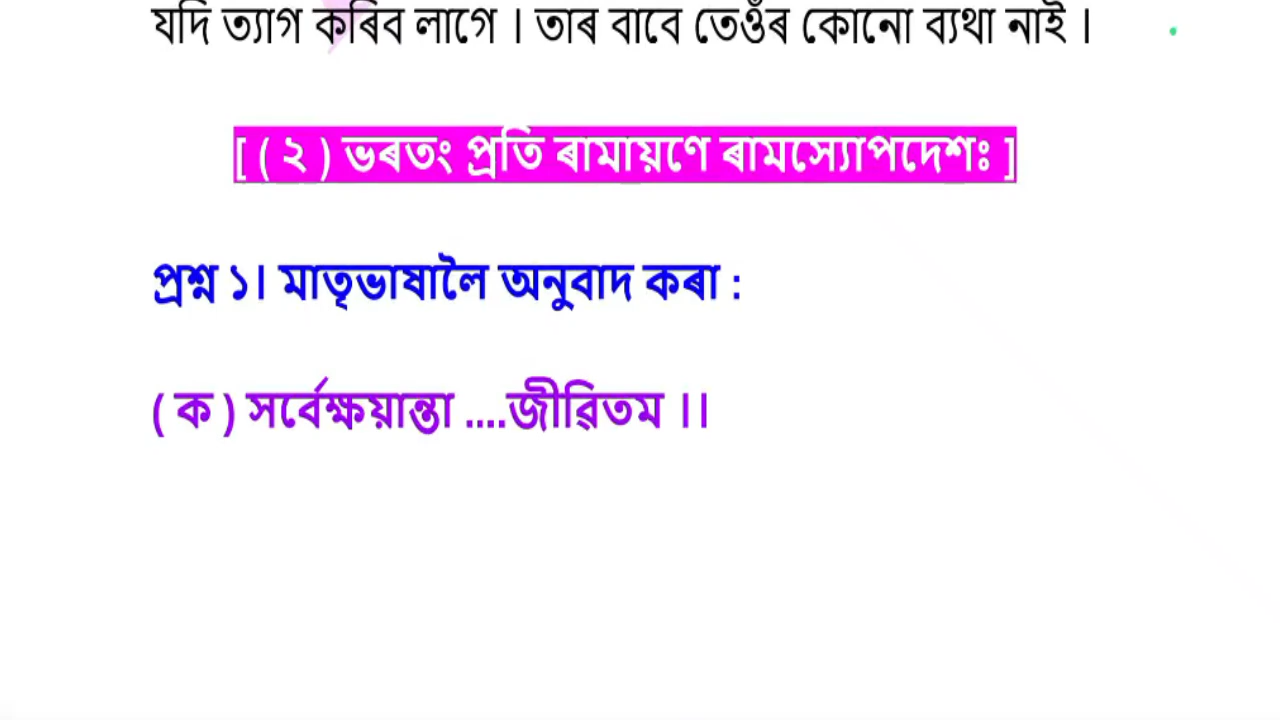 যদি ত্যাগ কৰিব লাগে । তাৰ বাবে তেওঁৰ কোনো ব্যথা নাই ।
[ ( ২ ) ভৰতং প্ৰতি ৰামায়ণে ৰামস্যোপদেশঃ ]
প্ৰশ্ন ১। মাতৃভাষালৈ অনুবাদ কৰা :
( ক ) সৰ্বেক্ষয়ান্তা ....জীৱিতম ।।